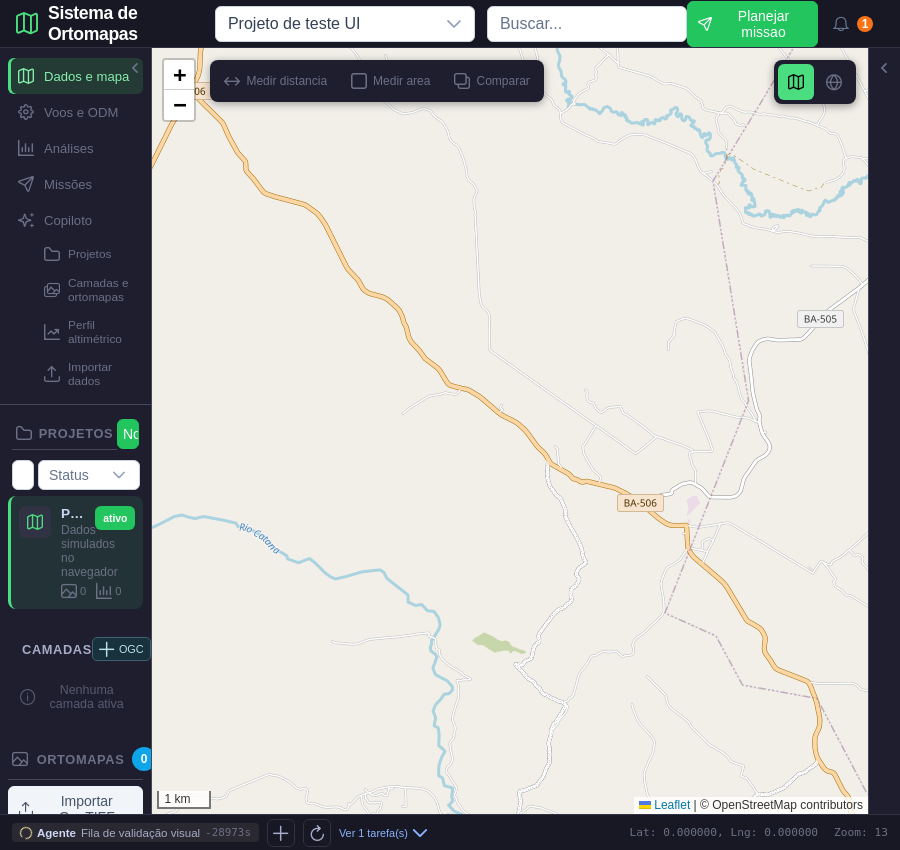 Sistema de
Ortomapas
Projeto de teste UI
Buscar...
Planejar
missao
1
Dados e mapa
Voos e ODM
Análises
Missões
Copiloto
Projetos
Camadas e
ortomapas
Perfil
altimétrico
Importar
dados
PROJETOS
Status
P...
ativo
Dados
simulados
no
navegador
0
0
CAMADAS
OGC
Nenhuma
camada ativa
ORTOMAPAS
0
Importar
+
−
Medir distancia
Medir area
Comparar
BA-505
BA-506
Rio Catana
1 km
Leaflet | © OpenStreetMap contributors
Agente Fila de validação visual -28973s
Ver 1 tarefa(s)
Lat: 0.000000, Lng: 0.000000
Zoom: 13